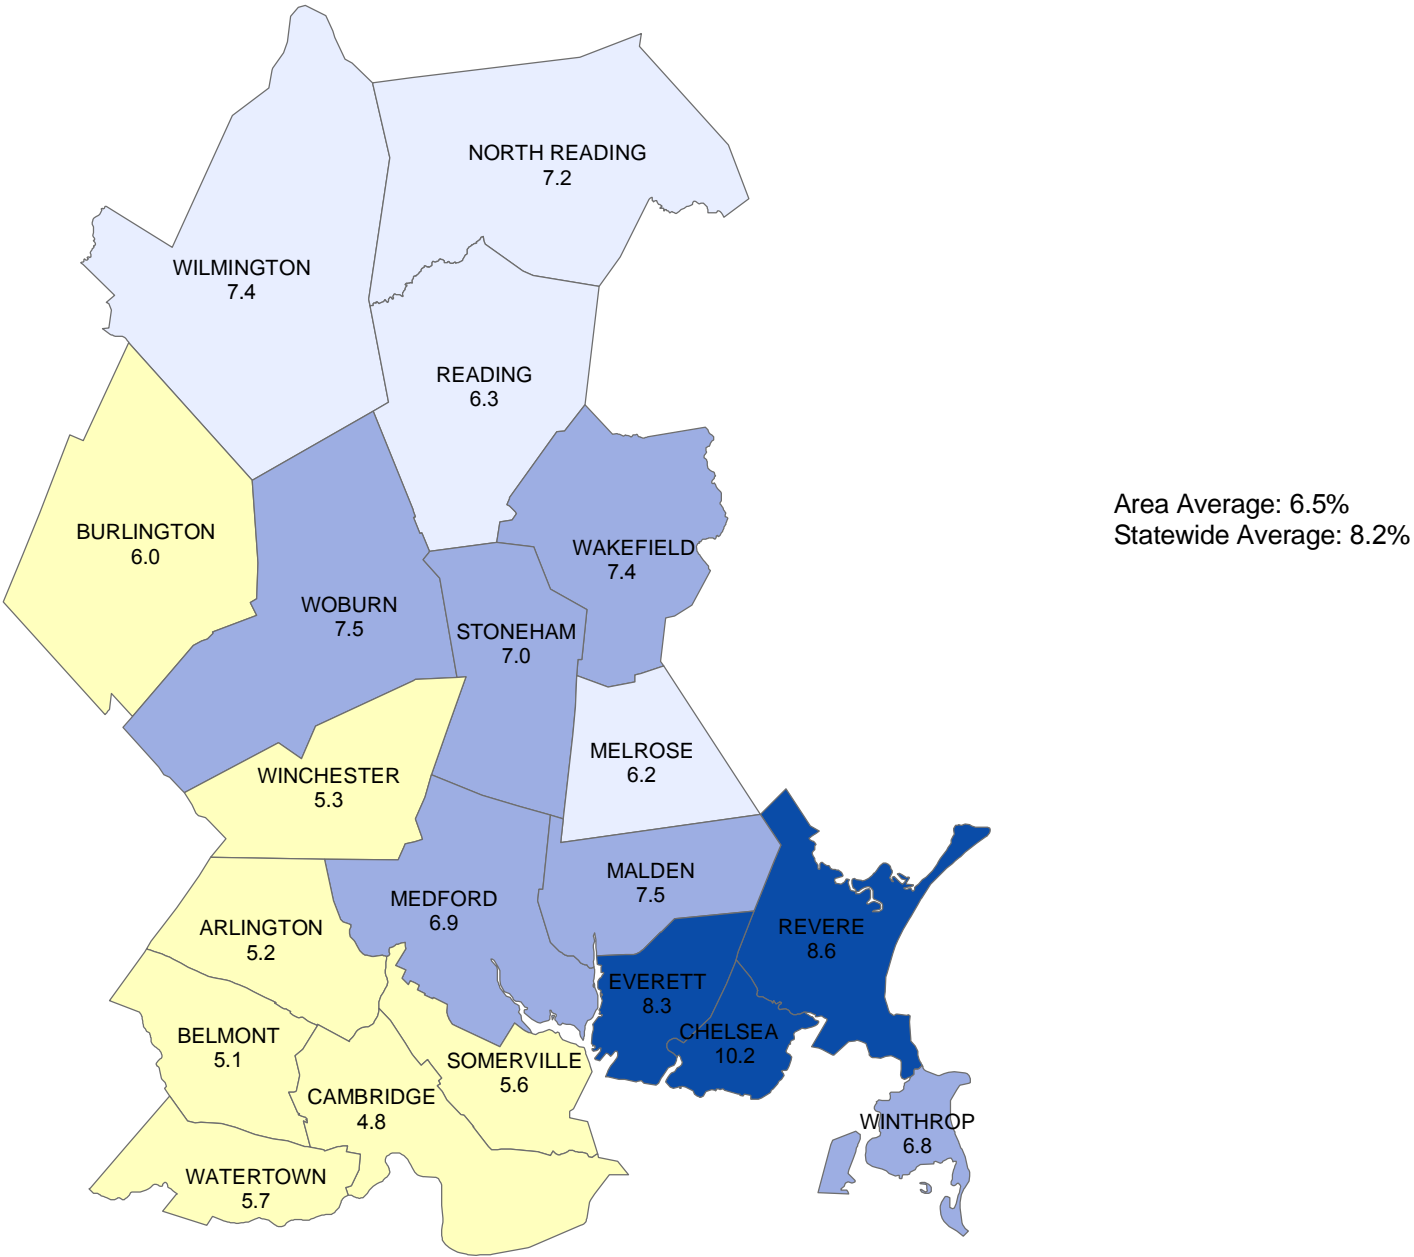 NORTH READING
7.2
WILMINGTON
7.4
READING
6.3
Area Average: 6.5%
Statewide Average: 8.2%
BURLINGTON
6.0
WAKEFIELD
7.4
WOBURN
7.5
STONEHAM
7.0
MELROSE
6.2
WINCHESTER
5.3
MALDEN
7.5
MEDFORD
6.9
ARLINGTON
5.2
REVERE
8.6
EVERETT
8.3
CHELSEA
10.2
BELMONT
5.1
SOMERVILLE
5.6
CAMBRIDGE
4.8
WINTHROP
6.8
WATERTOWN
5.7